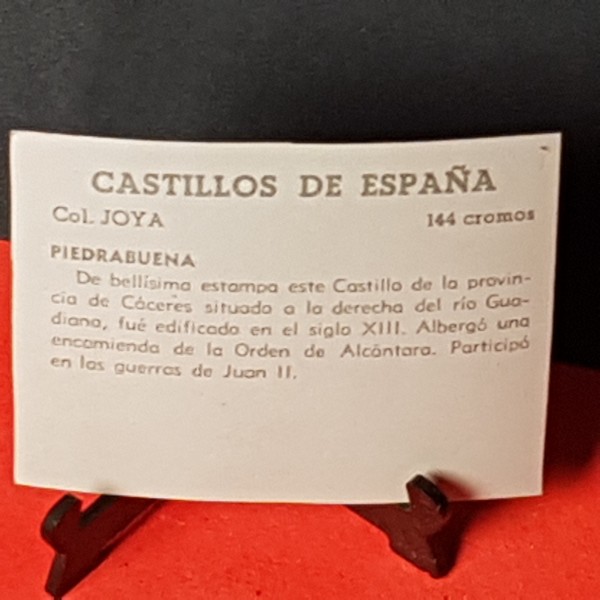 CASTILLOS DE ESPAÑA
Col. JOYA 144 cromos
PIEDRABUENA
De bellísima estampa este Castillo de la provin-
cia de Cáceres situado a la derecha del río Gua-
diana, fué edificado en el siglo XIII. Albergó una
encomienda de la Orden de Alcántara. Participó
en las guerras de Juan II.